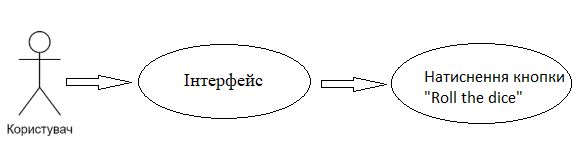 Користувач
Інтерфейс
Натиснення кнопки
"Roll the dice"